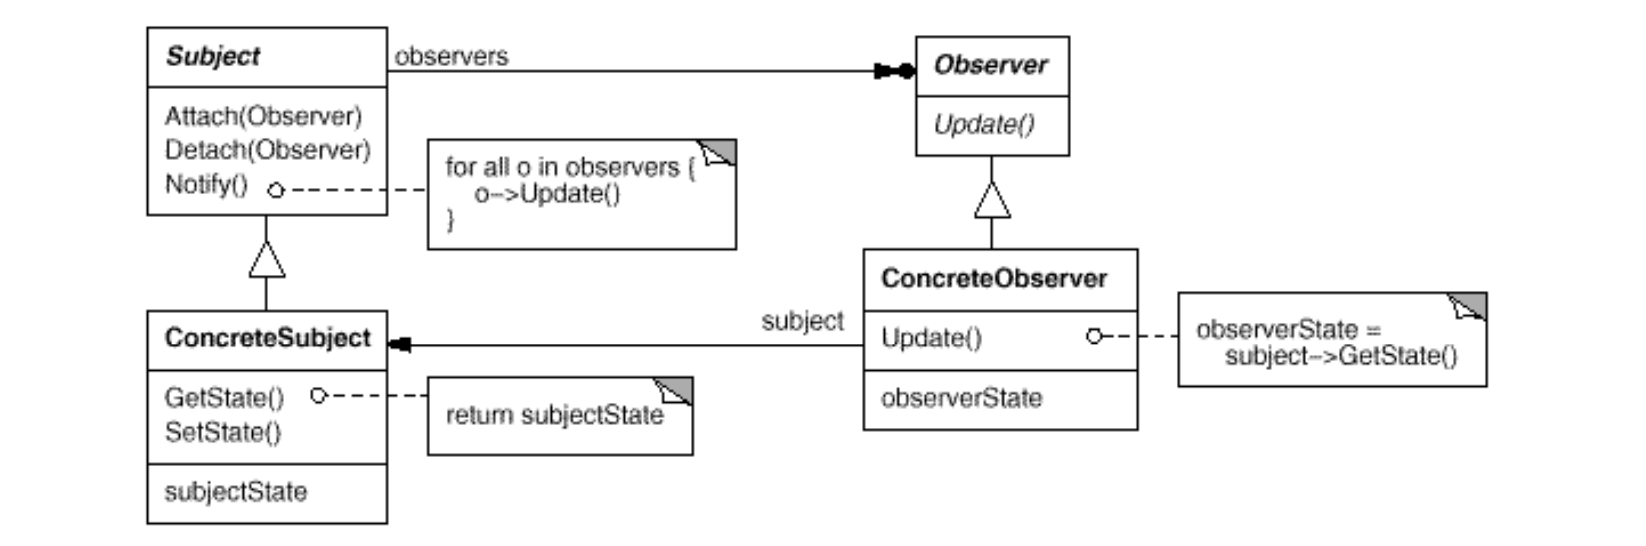 Subject
observers
Observer
Attach(Observer)
Detach(Observer)
Notify()
for all o in observers {
o->Update()
}
Update()
ConcreteSubject
GetState()
SetState()
subjectState
return subjectState
subject
ConcreteObserver
Update()
observerState
observerState =
subject->GetState()